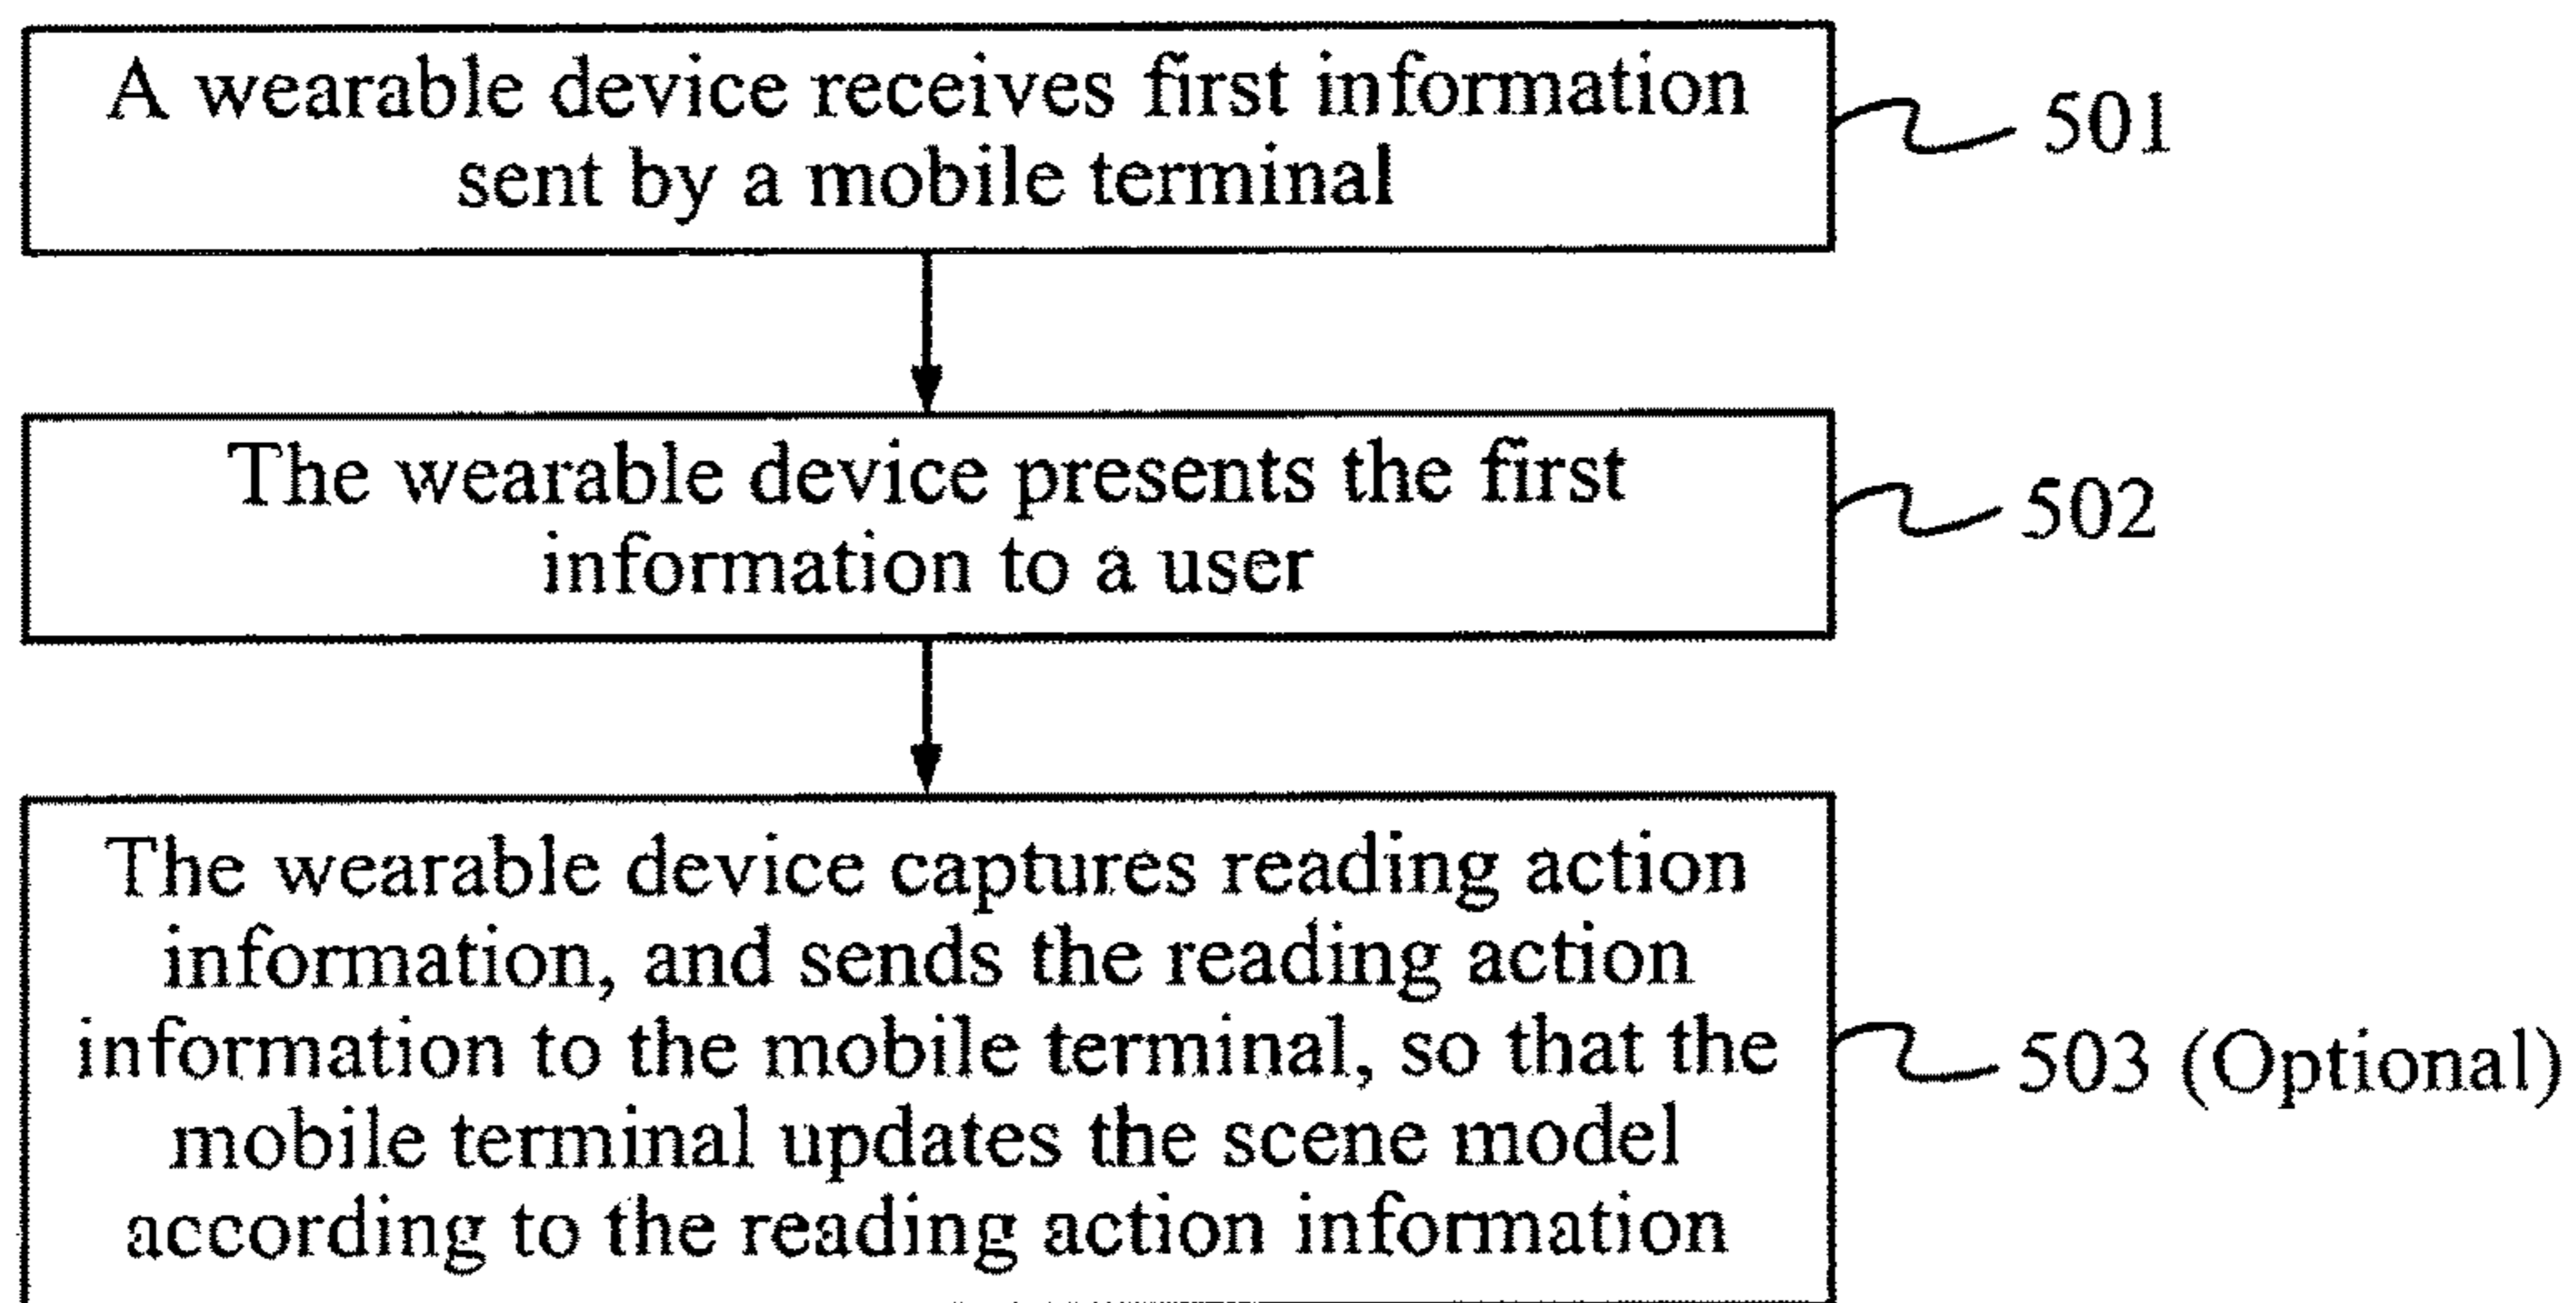 A wearable device receives first information
sent by a mobile terminal
501
The wearable device presents the first
information to a user
502
The wearable device captures reading action
information, and sends the reading action
information to the mobile terminal, so that the
mobile terminal updates the scene model
according to the reading action information
503 (Optional)